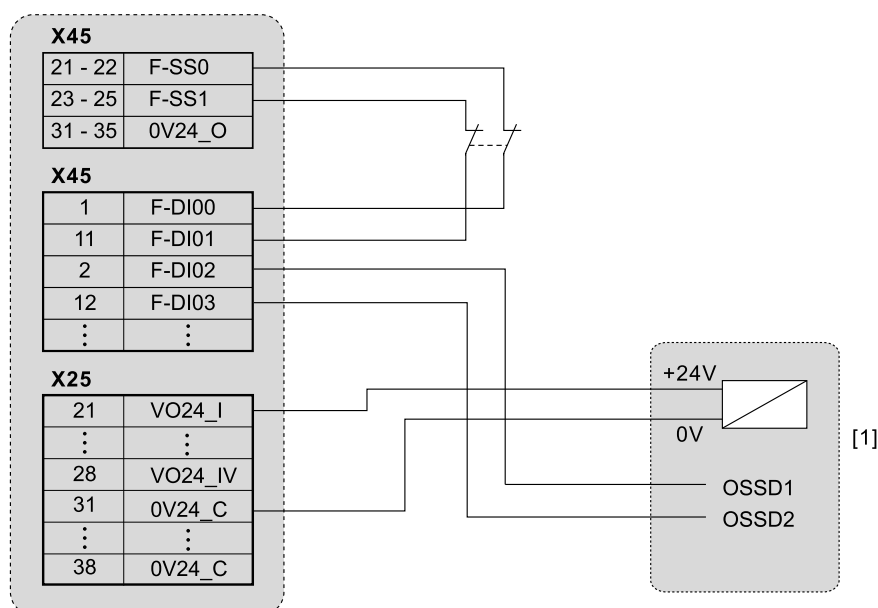 X45
21 - 22 F-SS0
23 - 25 F-SS1
31 - 35 0V24_O
X45
1 F-DI00
11 F-DI01
2 F-DI02
12 F-DI03
X25
21 VO24_I
28 VO24_IV
31 0V24_C
38 0V24_C
+24V
0V
OSSD1
OSSD2
[1]